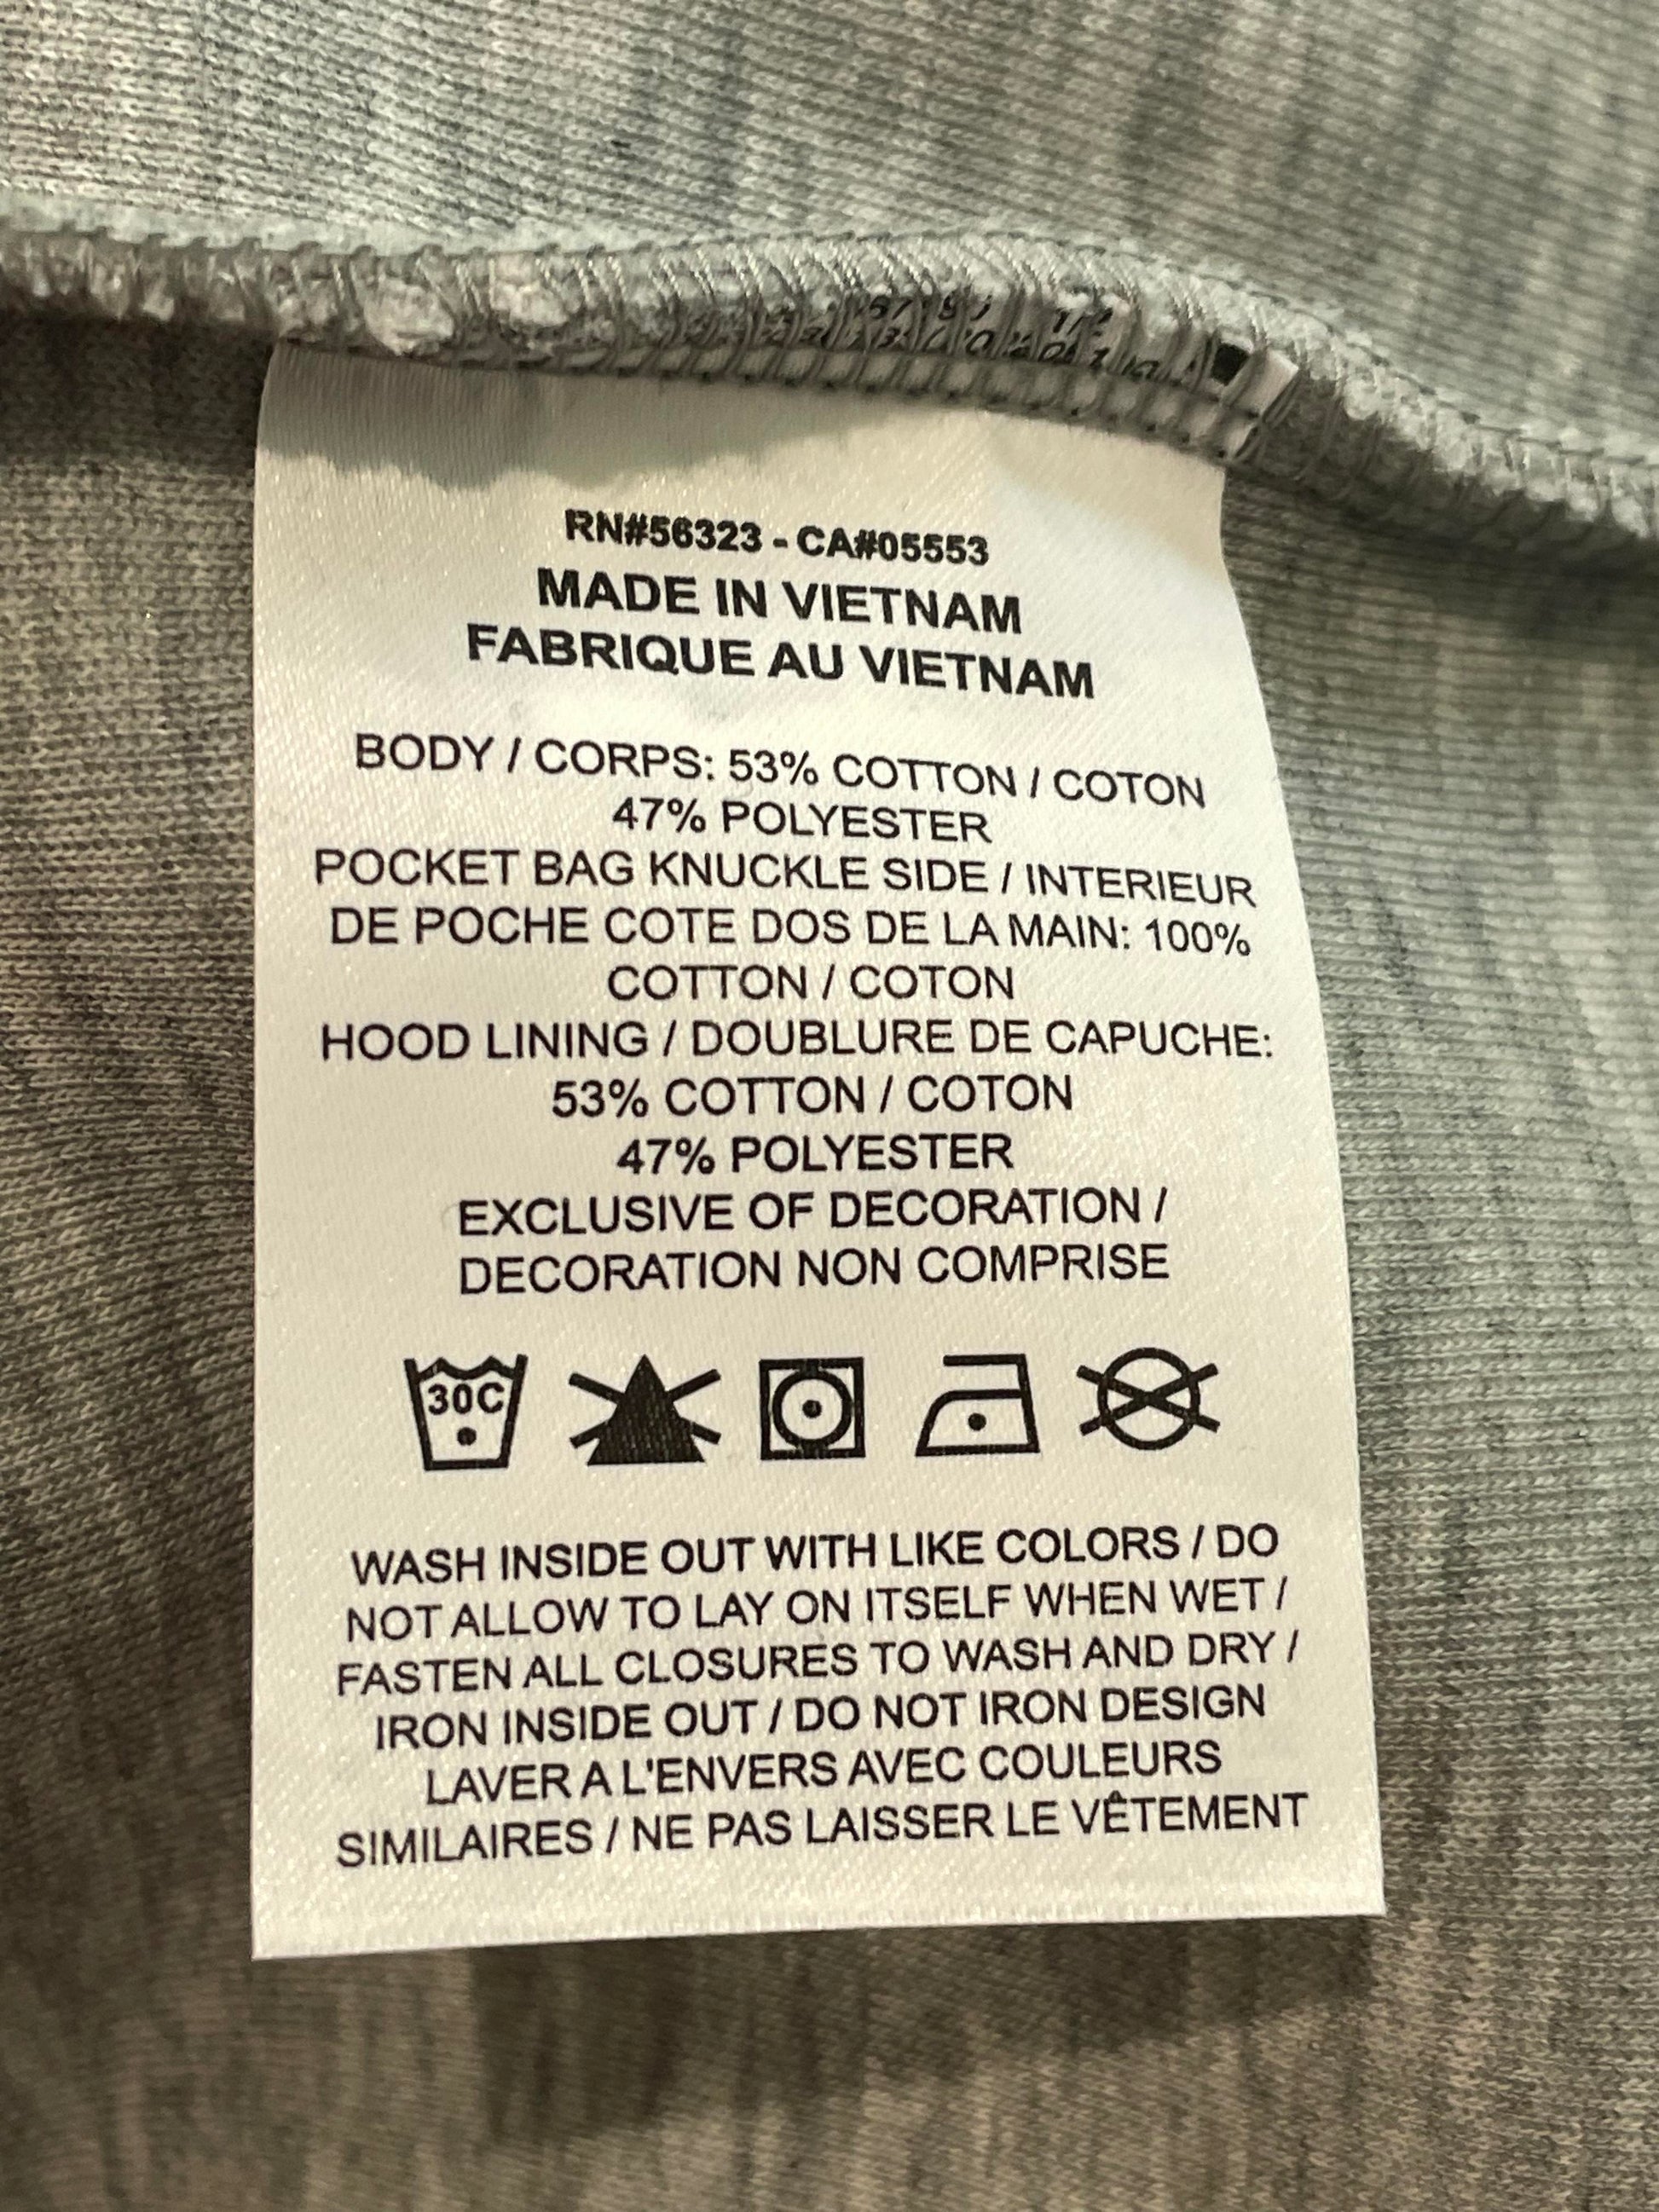 RN#56323 - CA#05553
MADE IN VIETNAM
FABRIQUE AU VIETNAM
BODY / CORPS: 53% COTTON / COTON
47% POLYESTER
POCKET BAG KNUCKLE SIDE / INTERIEUR
DE POCHE COTE DOS DE LA MAIN: 100%
COTTON / COTON
HOOD LINING / DOUBLURE DE CAPUCHE:
53% COTTON / COTON
47% POLYESTER
EXCLUSIVE OF DECORATION /
DECORATION NON COMPRISE
30C
WASH INSIDE OUT WITH LIKE COLORS / DO
NOT ALLOW TO LAY ON ITSELF WHEN WET /
FASTEN ALL CLOSURES TO WASH AND DRY /
IRON INSIDE OUT / DO NOT IRON DESIGN
LAVER A L'ENVERS AVEC COULEURS
SIMILAIRES / NE PAS LAISSER LE VÊTEMENT